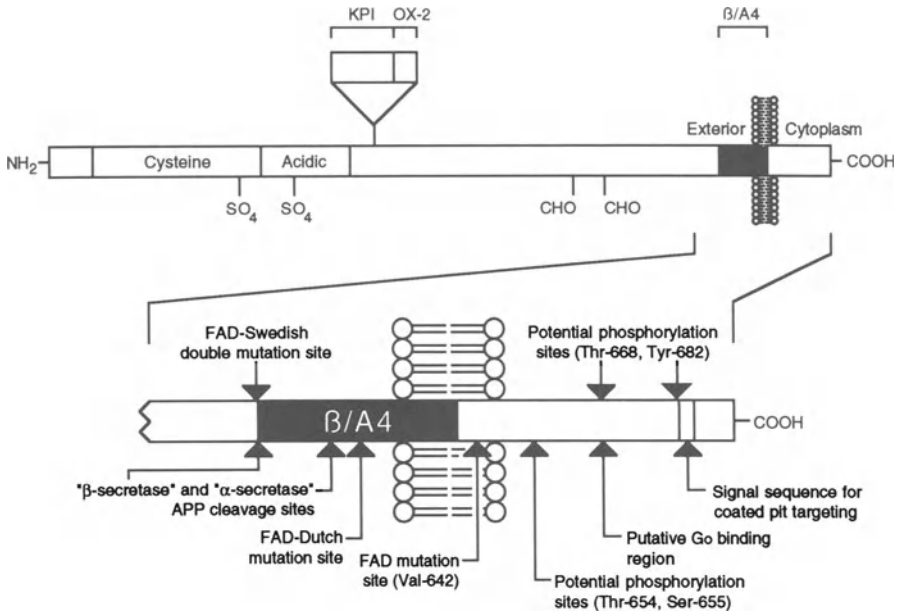 KPI OX-2
ß/A4
Exterior Cytoplasm
NH2 Cysteine Acidic COOH
SO4 SO4 CHO CHO
FAD-Swedish
double mutation site
Potential phosphorylation
sites (Thr-668, Tyr-682)
ß/A4
COOH
"β-secretase" and "α-secretase"
APP cleavage sites
FAD-Dutch
mutation site
FAD mutation
site (Val-642)
Signal sequence for
coated pit targeting
Putative Go binding
region
Potential phosphorylation
sites (Thr-654, Ser-655)